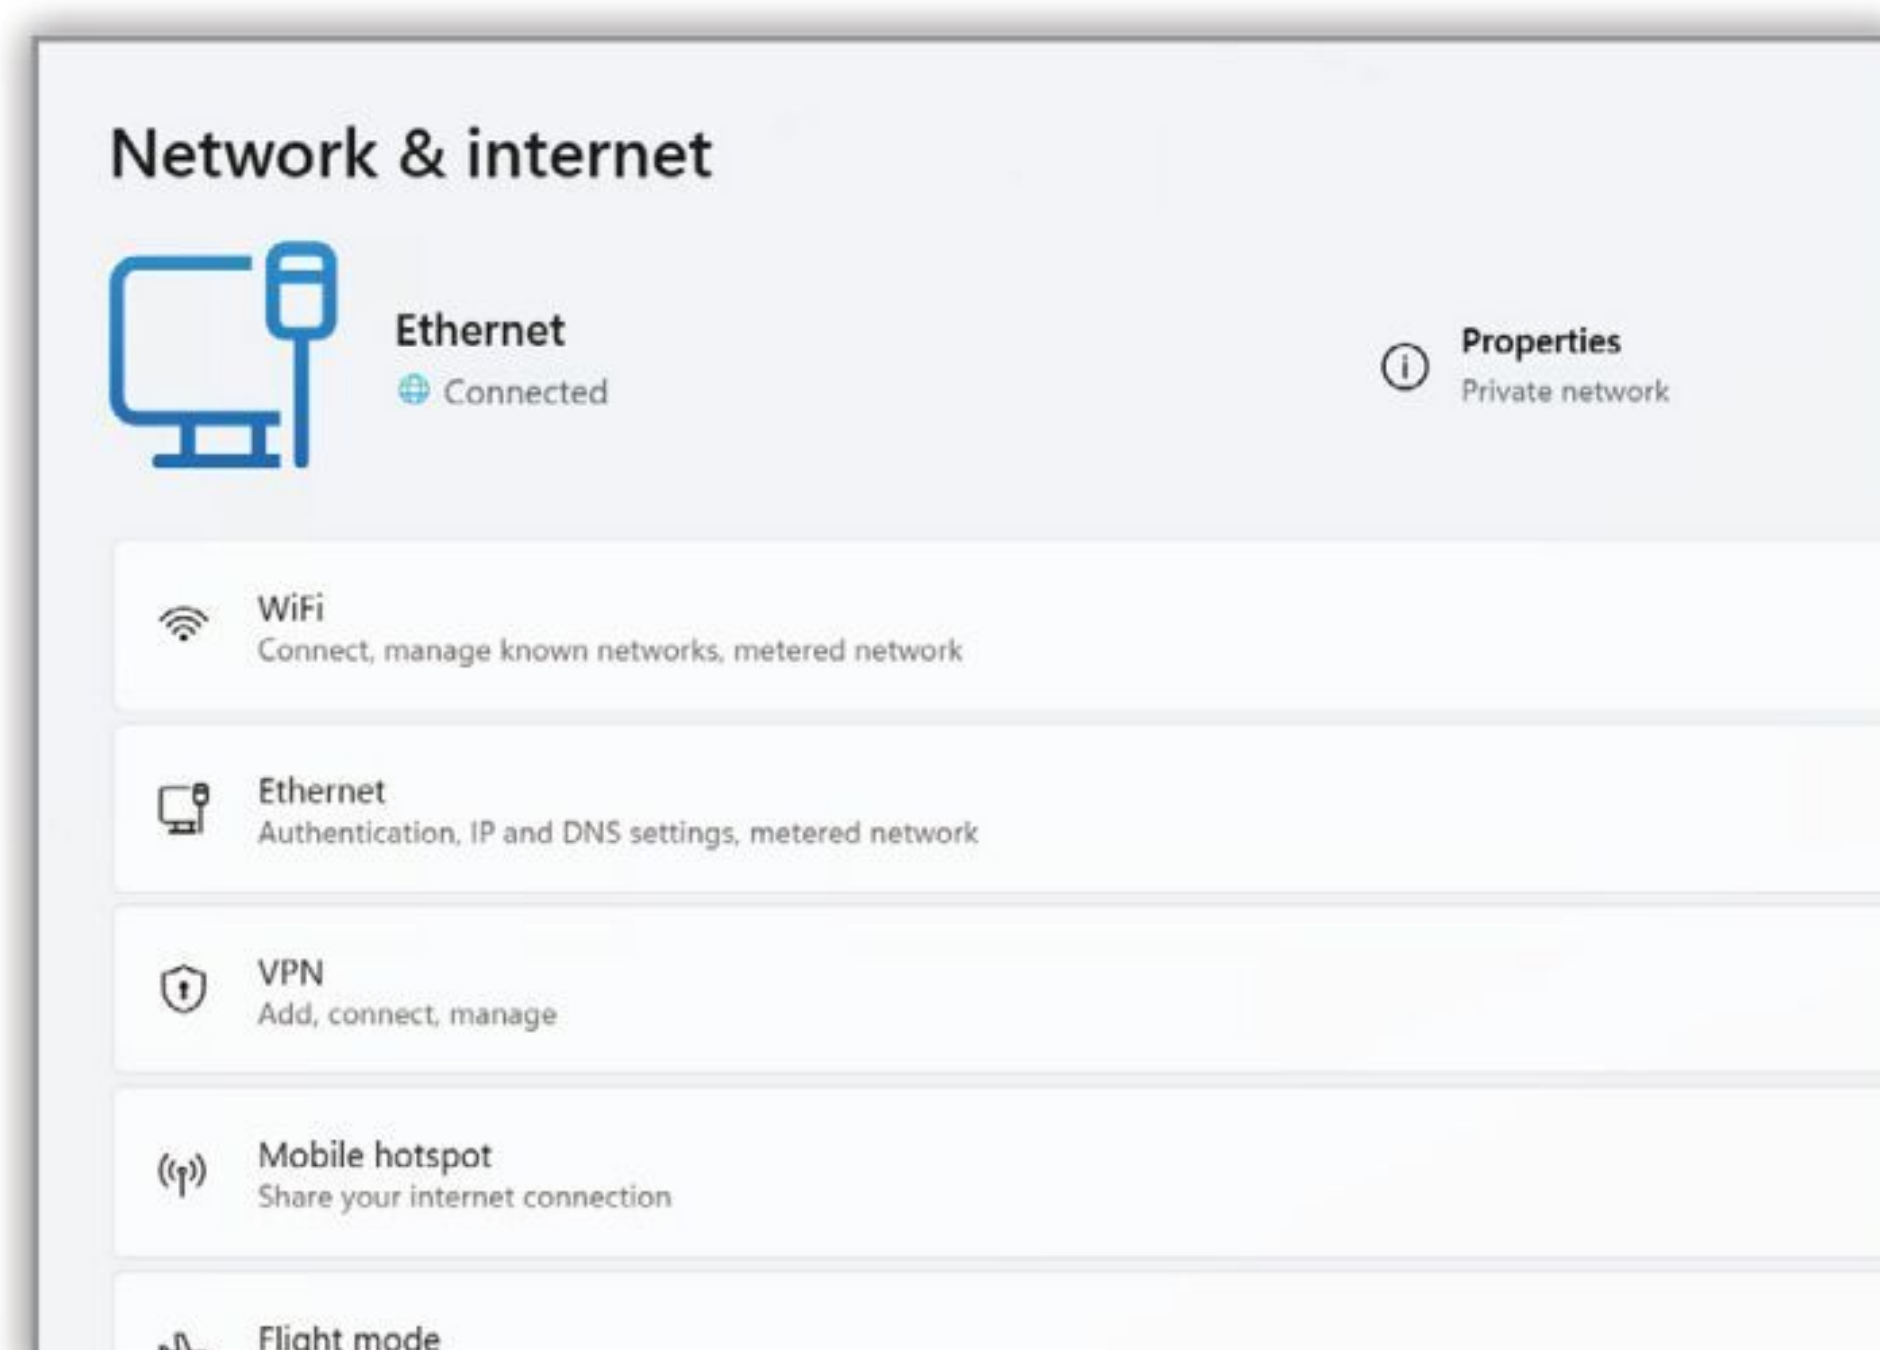 Network & internet
Ethernet
Connected
Properties
Private network
WiFi
Connect, manage known networks, metered network
Ethernet
Authentication, IP and DNS settings, metered network
VPN
Add, connect, manage
Mobile hotspot
Share your internet connection
Flight mode